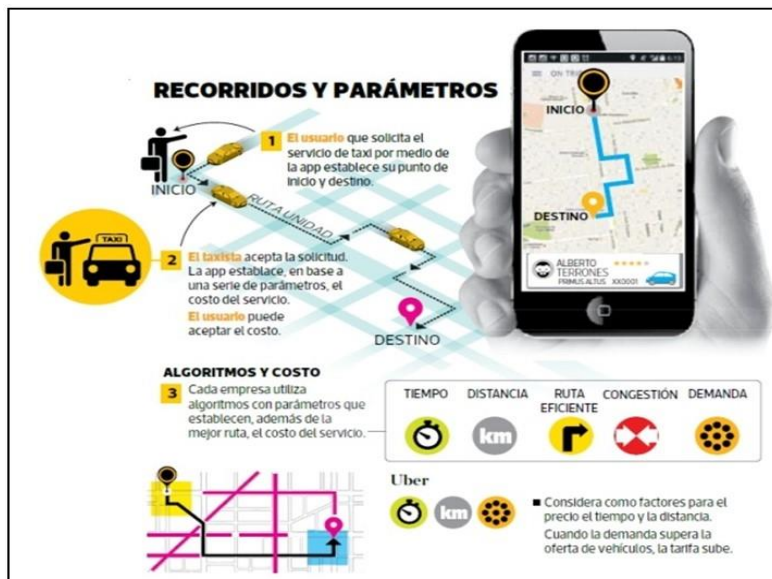 RECORRIDOS Y PARÁMETROS
1 El usuario que solicita el
servicio de taxi por medio de
la app establece su punto de
inicio y destino.
INICIO
RUTA UNIDAD
TAXI
2 El taxista acepta la solicitud.
La app establace, en base
a una serie de parámetros, el
costo del servicio.
El usuario puede
aceptar el costo.
DESTINO
ON TRIP
INICIO
DESTINO
ALBERTO
TERRONES
PRIMUS ALTUS XX0001
ALGORITMOS Y COSTO
3 Cada empresa utiliza
algoritmos con parámetros que
establecen, además de la
mejor ruta, el costo del servicio.
TIEMPO
DISTANCIA
km
RUTA
EFICIENTE
CONGESTIÓN
DEMANDA
Uber
km
Considera como factores para el
precio el tiempo y la distancia.
Cuando la demanda supera la
oferta de vehículos, la tarifa sube.